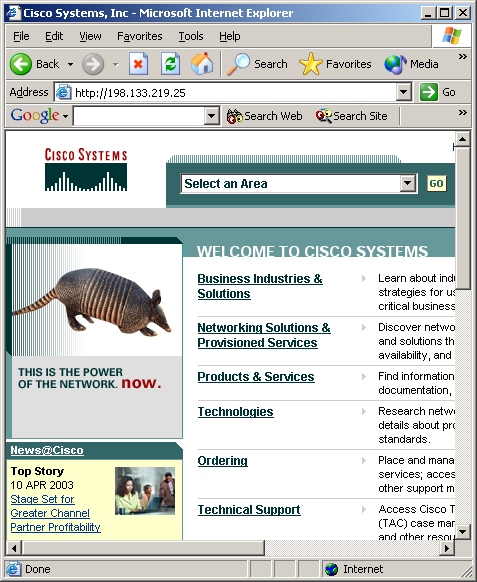 Cisco Systems, Inc - Microsoft Internet Explorer
File Edit View Favorites Tools Help
Back Search Favorites Media
Address http://198.133.219.25 Go
Google Search Web Search Site
CISCO SYSTEMS
Select an Area GO
WELCOME TO CISCO SYSTEMS
Business Industries &
Solutions
Learn about indu
strategies for us
critical business
Networking Solutions &
Provisioned Services
Discover netwo
and solutions th
availability, and
Products & Services
Find information
documentation,
Technologies
Research netw
details about pro
standards.
Ordering
Place and mana
services; acces
other support m
Technical Support
Access Cisco T
(TAC) case man
and other resou
THIS IS THE POWER
OF THE NETWORK. now.
News@Cisco
Top Story
10 APR 2003
Stage Set for
Greater Channel
Partner Profitability
Done Internet